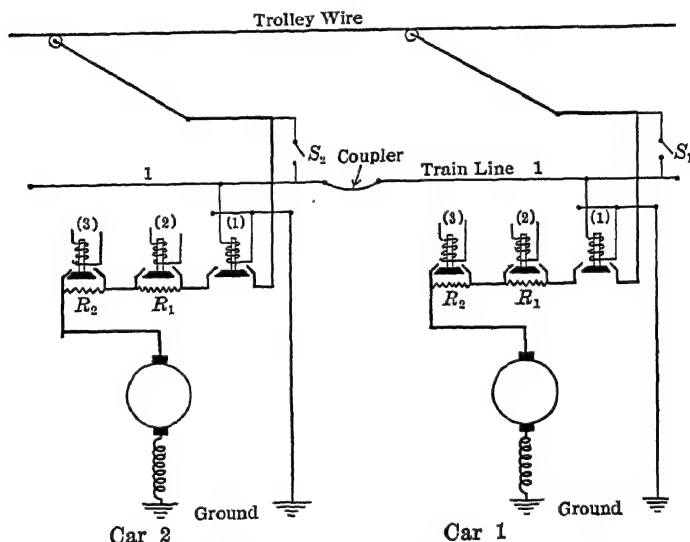 Trolley Wire
S₂
Coupler
S₁
1
Train Line 1
(3)
(2)
(1)
(3)
(2)
(1)
R₂
R₁
R₂
R₁
Ground
Ground
Car 2
Car 1